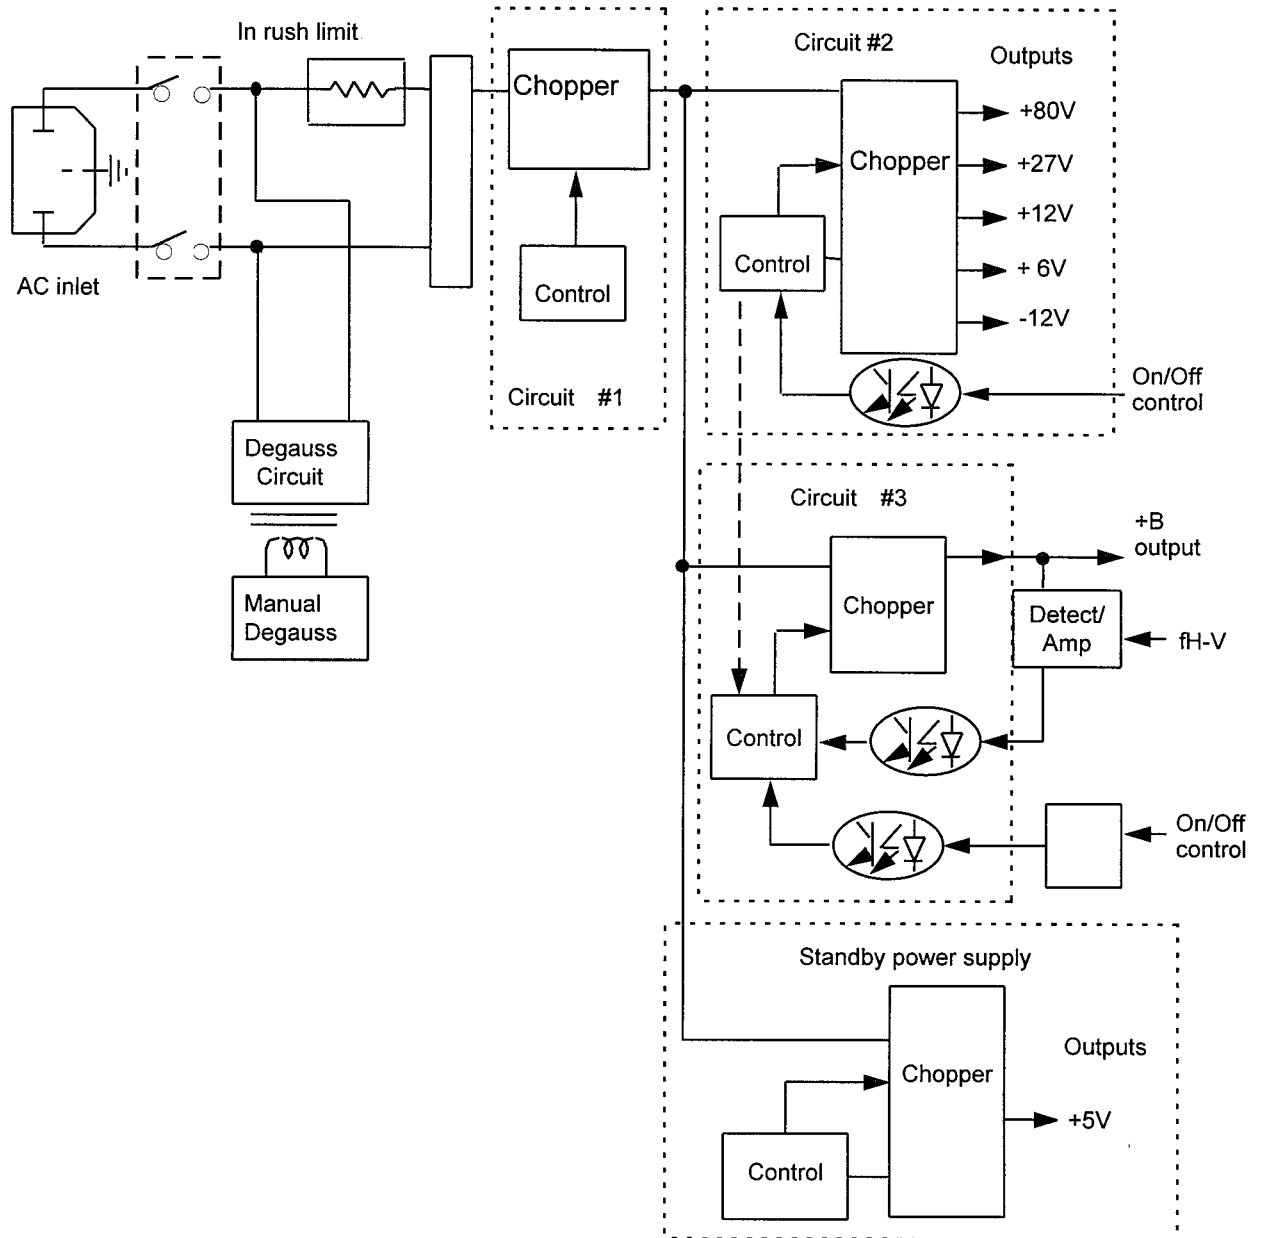 In rush limit
AC inlet
Chopper
Control
Circuit #1
Circuit #2
Outputs
+80V
+27V
+12V
+ 6V
-12V
Chopper
Control
On/Off
control
Degauss
Circuit
Manual
Degauss
Circuit #3
+B
output
Chopper
Detect/
Amp
fH-V
Control
On/Off
control
Standby power supply
Chopper
Outputs
+5V
Control